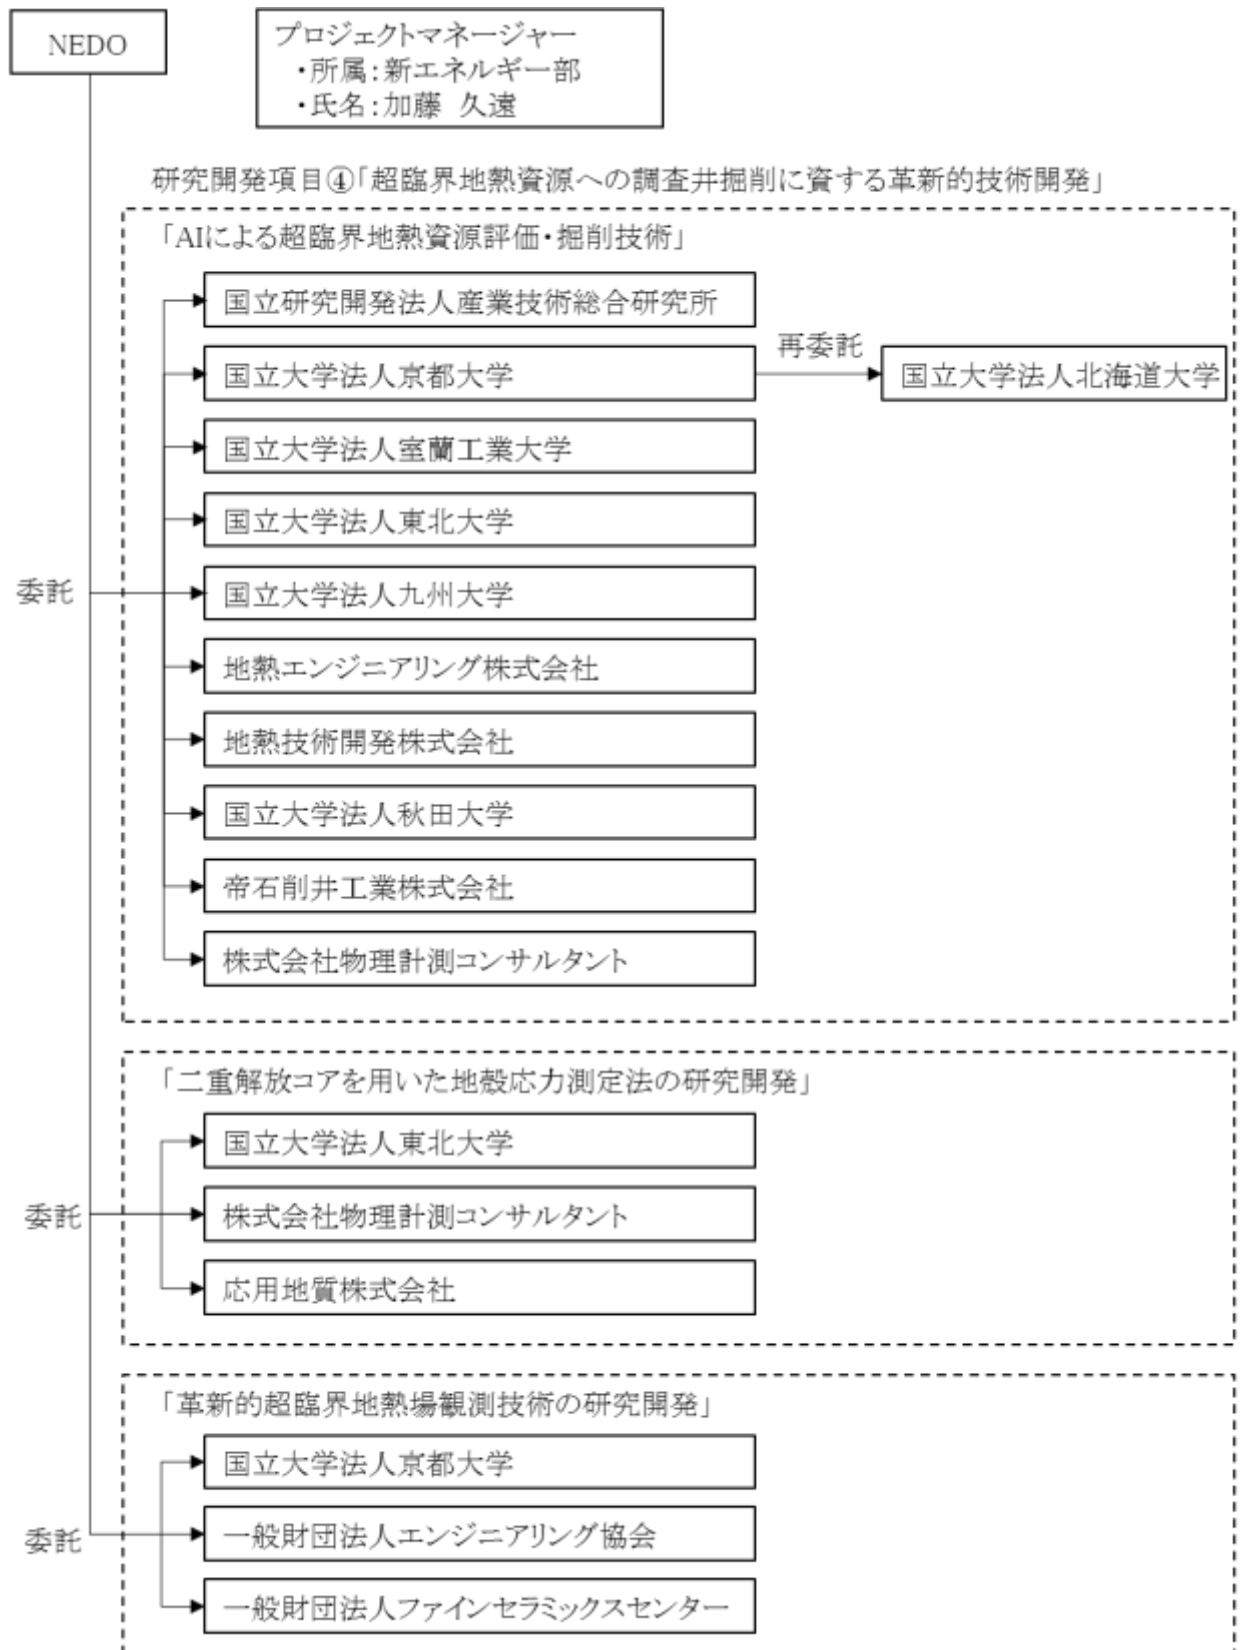 NEDO
プロジェクトマネージャー
・所属:新エネルギー部
・氏名:加藤 久遠
研究開発項目④「超臨界地熱資源への調査井掘削に資する革新的技術開発」
「AIによる超臨界地熱資源評価・掘削技術」
国立研究開発法人産業技術総合研究所
国立大学法人京都大学
再委託
国立大学法人北海道大学
国立大学法人室蘭工業大学
国立大学法人東北大学
委託
国立大学法人九州大学
地熱エンジニアリング株式会社
地熱技術開発株式会社
国立大学法人秋田大学
帝石削井工業株式会社
株式会社物理計測コンサルタント
「二重解放コアを用いた地殻応力測定法の研究開発」
国立大学法人東北大学
委託
株式会社物理計測コンサルタント
応用地質株式会社
「革新的超臨界地熱場観測技術の研究開発」
国立大学法人京都大学
委託
一般財団法人エンジニアリング協会
一般財団法人ファインセラミックスセンター